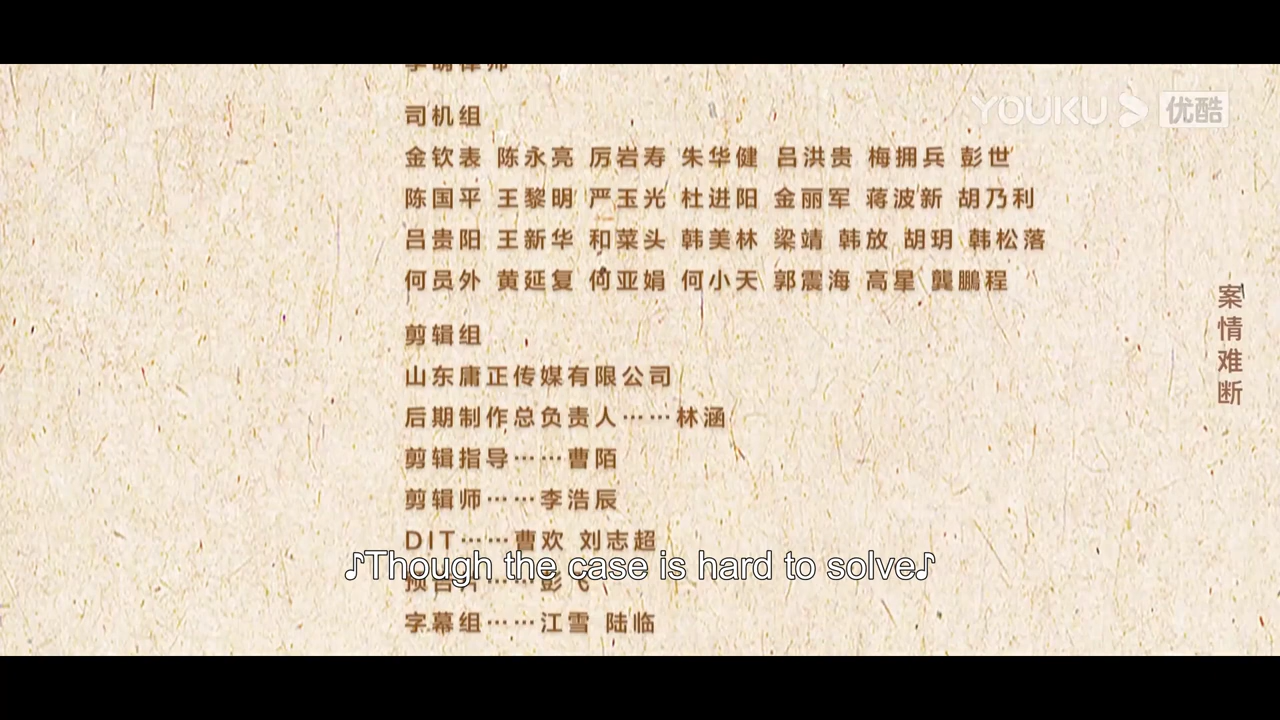 YOUKU 优酷
司机组
金钦表 陈永亮 厉岩寿 朱华健 吕洪贵 梅拥兵 彭世
陈国平 王黎明 严玉光 杜进阳 金丽军 蒋波新 胡乃利
吕贵阳 王新华 和菜头 韩美林 梁靖 韩放 胡玥 韩松落
何员外 黄延复 何亚娟 何小天 郭震海 高星 龔鵬程
剪辑组
山东庸正传媒有限公司
后期制作总负责人……林涵
剪辑指导……曹陌
剪辑师……李浩辰
DIT……曹欢 刘志超
♪Though the case is hard to solve♪
预告片……彭飞
字幕组……江雪 陆临
案情难断